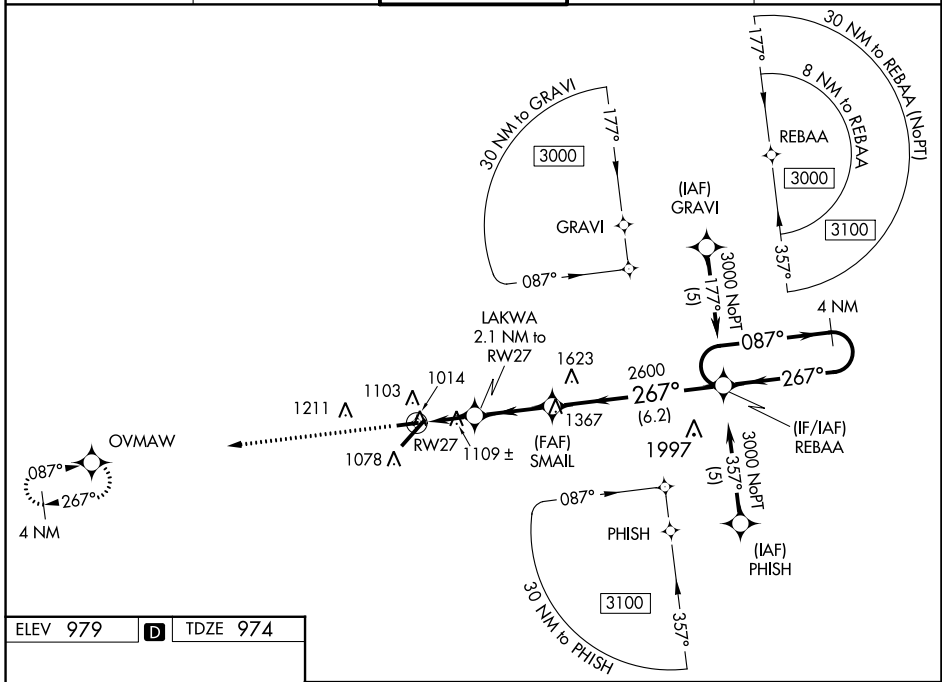 30 NM to GRAVI
177°
3000
GRAVI
087°
177°
30 NM to REBAA (NoPT)
8 NM to REBAA
REBAA
3000
3100
357°
(IAF)
GRAVI
3000 NoPT
177°
(5)
4 NM
087°
267°
LAKWA
2.1 NM to
RW27
1623
2600
267°
(6.2)
1103
1014
1211
1367
(IF/IAF)
REBAA
OVMAW
RW27
(FAF)
SMAIL
1997
1078
1109 ±
087°
267°
4 NM
3000 NoPT
357°
(5)
087°
PHISH
(IAF)
PHISH
3100
357°
30 NM to PHISH
ELEV 979 D TDZE 974